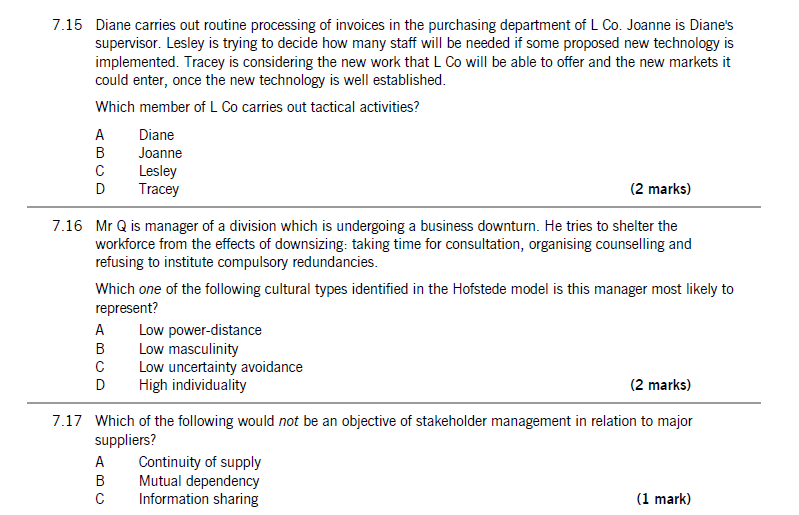 7.15 Diane carries out routine processing of invoices in the purchasing department of L Co. Joanne is Diane's
supervisor. Lesley is trying to decide how many staff will be needed if some proposed new technology is
implemented. Tracey is considering the new work that L Co will be able to offer and the new markets it
could enter, once the new technology is well established.
Which member of L Co carries out tactical activities?
A Diane
B Joanne
C Lesley
D Tracey (2 marks)
7.16 Mr Q is manager of a division which is undergoing a business downturn. He tries to shelter the
workforce from the effects of downsizing: taking time for consultation, organising counselling and
refusing to institute compulsory redundancies.
Which one of the following cultural types identified in the Hofstede model is this manager most likely to
represent?
A Low power-distance
B Low masculinity
C Low uncertainty avoidance
D High individuality (2 marks)
7.17 Which of the following would not be an objective of stakeholder management in relation to major
suppliers?
A Continuity of supply
B Mutual dependency
C Information sharing (1 mark)